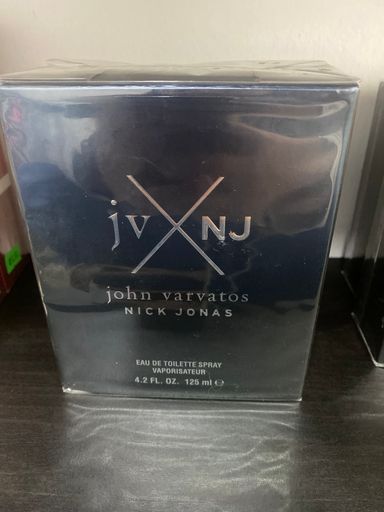 jv X NJ
john varvatos
NICK JONAS
EAU DE TOILETTE SPRAY
VAPORISATEUR
4.2 FL. OZ. 125 ml ℮